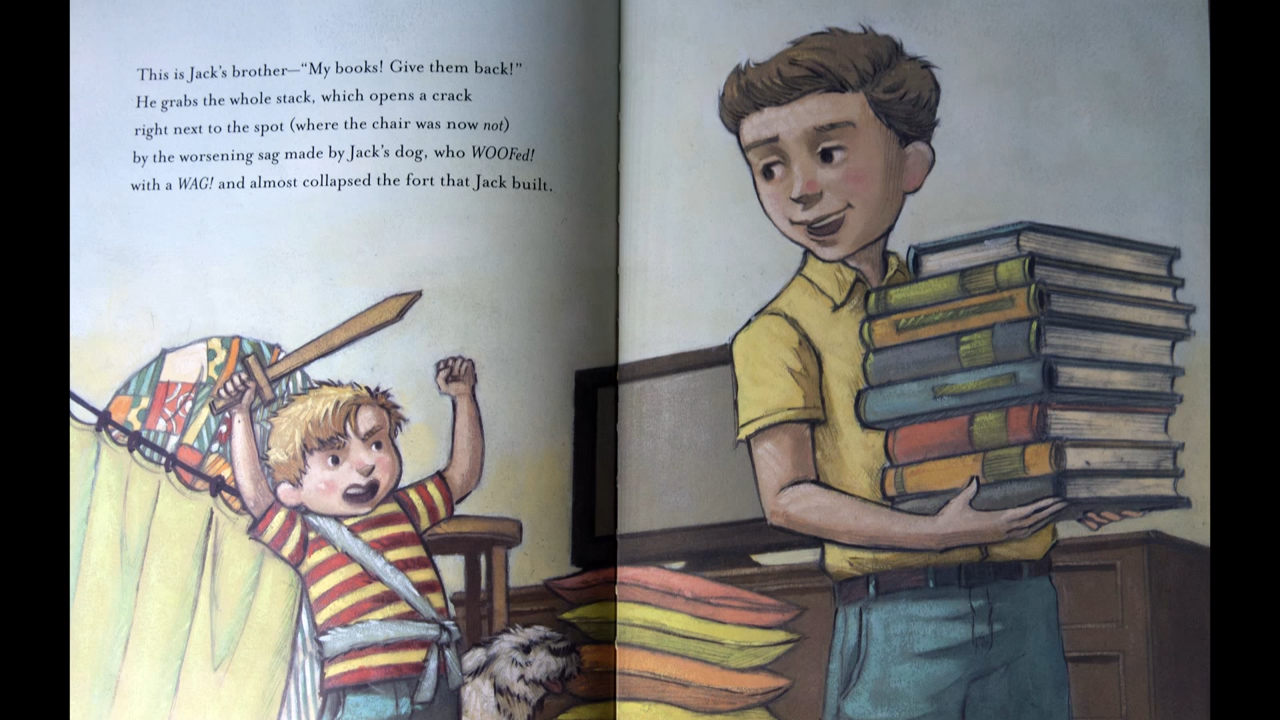 This is Jack's brother—“My books! Give them back!”
He grabs the whole stack, which opens a crack
right next to the spot (where the chair was now not)
by the worsening sag made by Jack's dog, who WOOFed!
with a WAG! and almost collapsed the fort that Jack built.